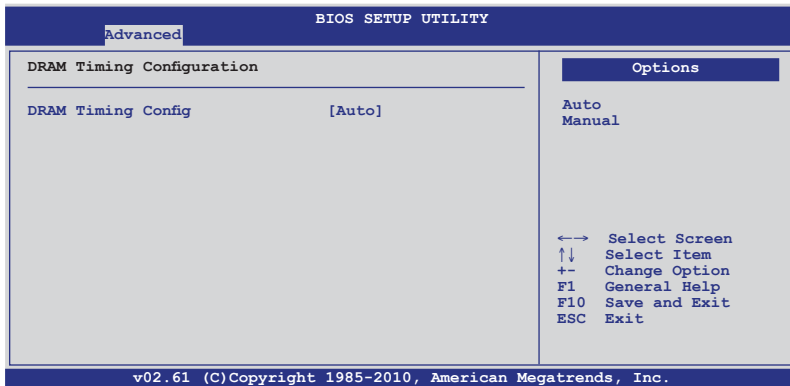 BIOS SETUP UTILITY
Advanced
DRAM Timing Configuration
DRAM Timing Config [Auto]
Options
Auto
Manual
←→ Select Screen
↑↓ Select Item
+- Change Option
F1 General Help
F10 Save and Exit
ESC Exit
v02.61 (C)Copyright 1985-2010, American Megatrends, Inc.